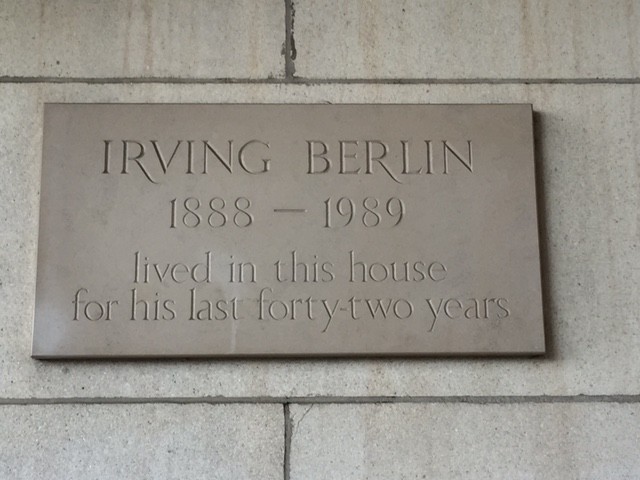 IRVING BERLIN
1888 — 1989
lived in this house
for his last forty-two years